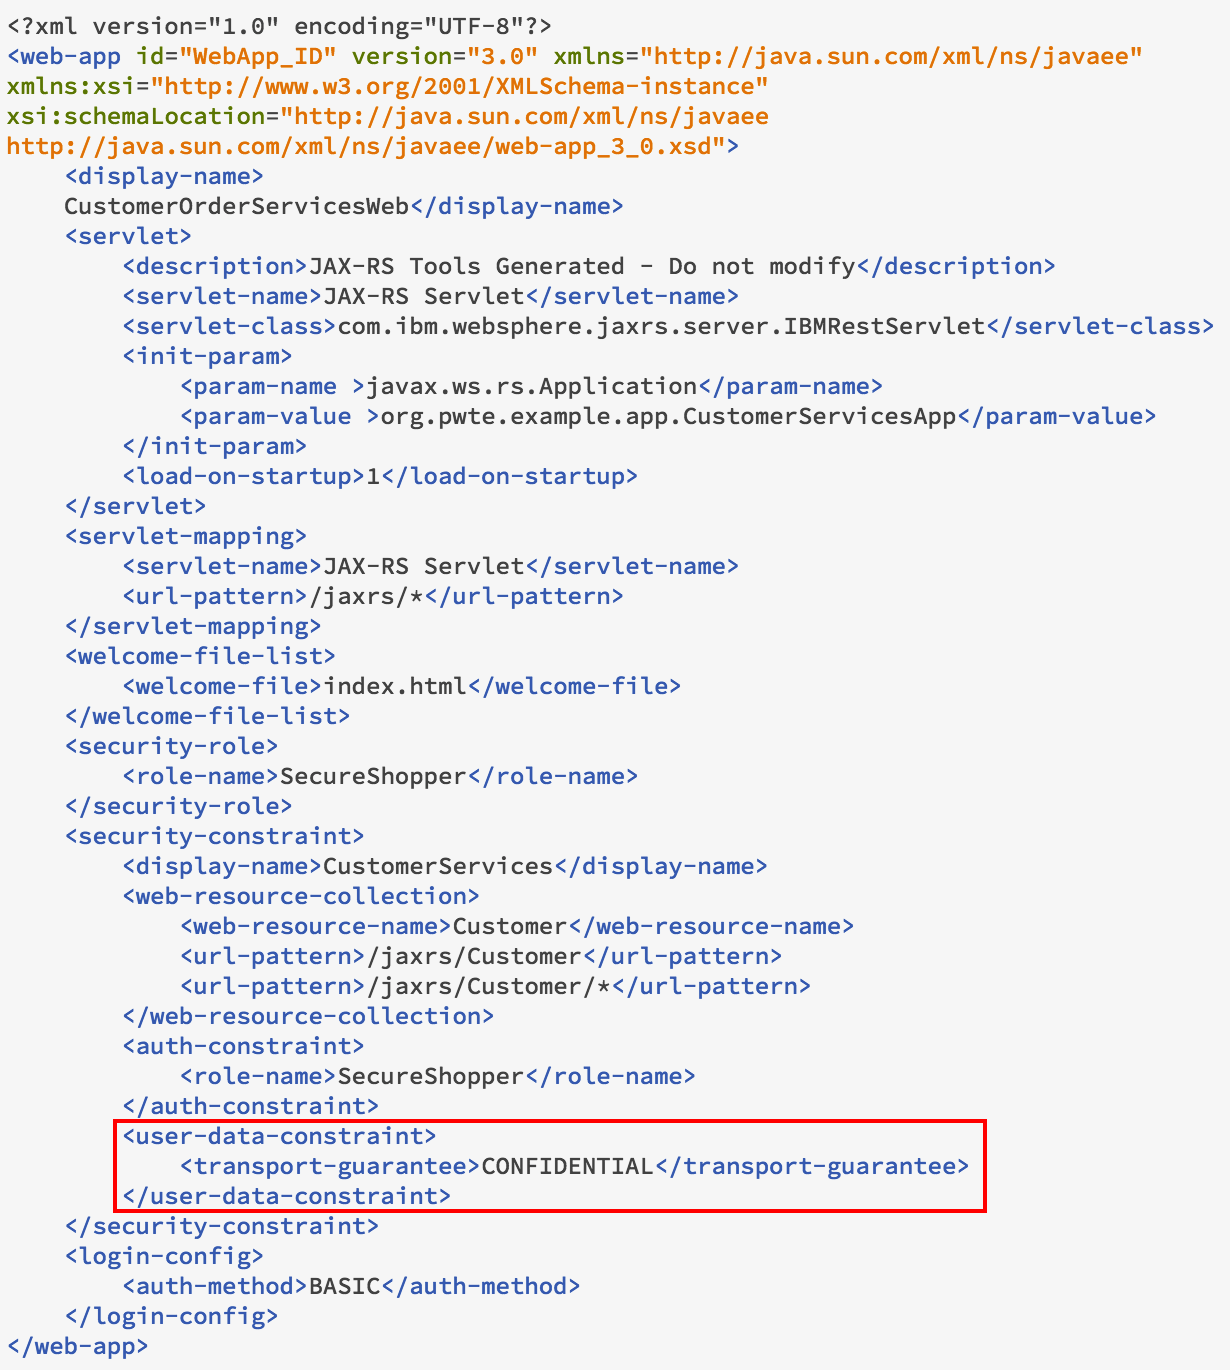 <?xml version="1.0" encoding="UTF-8"?>
<web-app id="WebApp_ID" version="3.0" xmlns="http://java.sun.com/xml/ns/javaee"
xmlns:xsi="http://www.w3.org/2001/XMLSchema-instance"
xsi:schemaLocation="http://java.sun.com/xml/ns/javaee
http://java.sun.com/xml/ns/javaee/web-app_3_0.xsd">
    <display-name>
    CustomerOrderServicesWeb</display-name>
    <servlet>
        <description>JAX-RS Tools Generated - Do not modify</description>
        <servlet-name>JAX-RS Servlet</servlet-name>
        <servlet-class>com.ibm.websphere.jaxrs.server.IBMRestServlet</servlet-class>
        <init-param>
            <param-name >javax.ws.rs.Application</param-name>
            <param-value >org.pwte.example.app.CustomerServicesApp</param-value>
        </init-param>
        <load-on-startup>1</load-on-startup>
    </servlet>
    <servlet-mapping>
        <servlet-name>JAX-RS Servlet</servlet-name>
        <url-pattern>/jaxrs/*</url-pattern>
    </servlet-mapping>
    <welcome-file-list>
        <welcome-file>index.html</welcome-file>
    </welcome-file-list>
    <security-role>
        <role-name>SecureShopper</role-name>
    </security-role>
    <security-constraint>
        <display-name>CustomerServices</display-name>
        <web-resource-collection>
            <web-resource-name>Customer</web-resource-name>
            <url-pattern>/jaxrs/Customer</url-pattern>
            <url-pattern>/jaxrs/Customer/*</url-pattern>
        </web-resource-collection>
        <auth-constraint>
            <role-name>SecureShopper</role-name>
        </auth-constraint>
        <user-data-constraint>
            <transport-guarantee>CONFIDENTIAL</transport-guarantee>
        </user-data-constraint>
    </security-constraint>
    <login-config>
        <auth-method>BASIC</auth-method>
    </login-config>
</web-app>